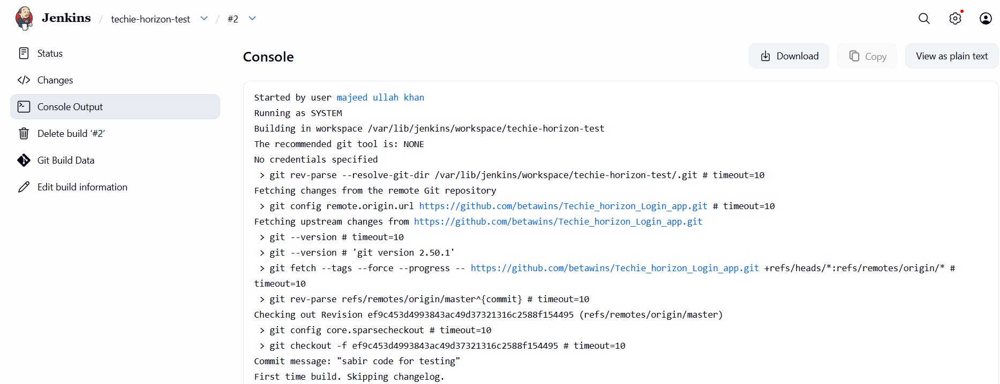 Jenkins / techie-horizon-test / #2
Status
Changes
Console Output
Delete build ‘#2’
Git Build Data
Edit build information
Console
Download
Copy
View as plain text
Started by user majeed ullah khan
Running as SYSTEM
Building in workspace /var/lib/jenkins/workspace/techie-horizon-test
The recommended git tool is: NONE
No credentials specified
> git rev-parse --resolve-git-dir /var/lib/jenkins/workspace/techie-horizon-test/.git # timeout=10
Fetching changes from the remote Git repository
> git config remote.origin.url https://github.com/betawins/Techie_horizon_Login_app.git # timeout=10
Fetching upstream changes from https://github.com/betawins/Techie_horizon_Login_app.git
> git --version # timeout=10
> git --version # 'git version 2.50.1'
> git fetch --tags --force --progress -- https://github.com/betawins/Techie_horizon_Login_app.git +refs/heads/*:refs/remotes/origin/* #
timeout=10
> git rev-parse refs/remotes/origin/master^{commit} # timeout=10
Checking out Revision ef9c453d4993843ac49d37321316c2588f154495 (refs/remotes/origin/master)
> git config core.sparsecheckout # timeout=10
> git checkout -f ef9c453d4993843ac49d37321316c2588f154495 # timeout=10
Commit message: "sabir code for testing"
First time build. Skipping changelog.